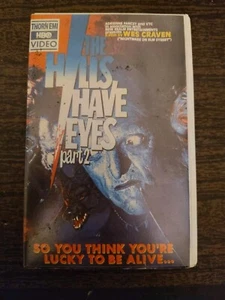 THORN EMI
HBO
VIDEO
WES CRAVEN
THE
HILLS
HAVE
EYES
part 2
SO YOU THINK YOU'RE
LUCKY TO BE ALIVE...